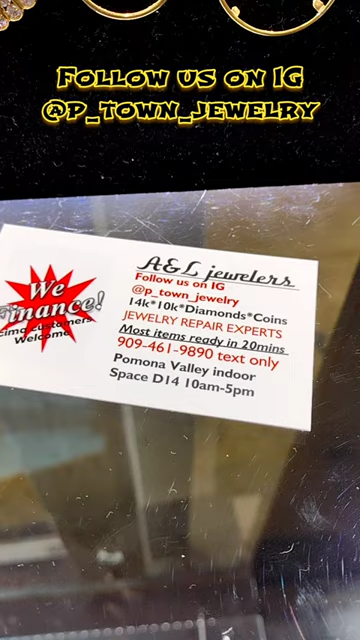 FOLLOW US ON IG
@P_TOWN_JEWELRY
We
Finance!
customers
Welcome
A&L jewelers
Follow us on IG
@p_town_jewelry
14k*10k*Diamonds*Coins
JEWELRY REPAIR EXPERTS
Most items ready in 20mins
909-461-9890 text only
Pomona Valley indoor
Space D14 10am-5pm